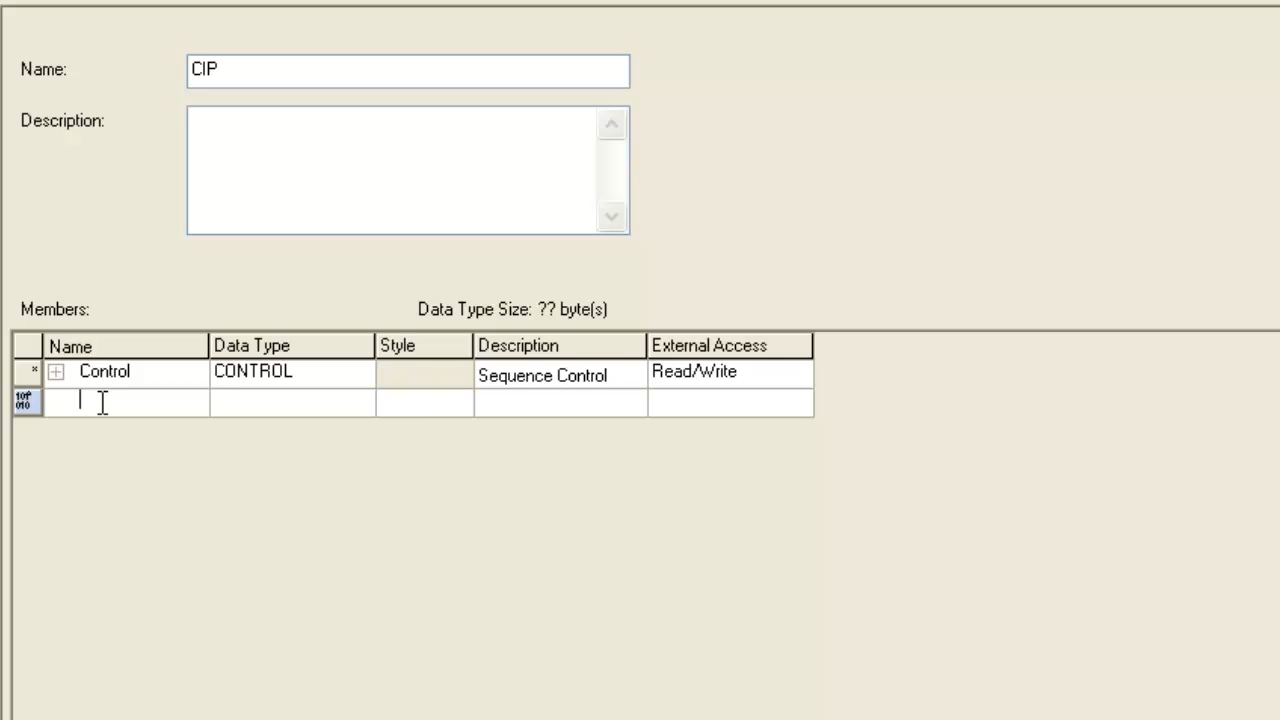 Name: CIP
Description:
Members: Data Type Size: ?? byte(s)
Name Data Type Style Description External Access
* Control CONTROL Sequence Control Read/Write